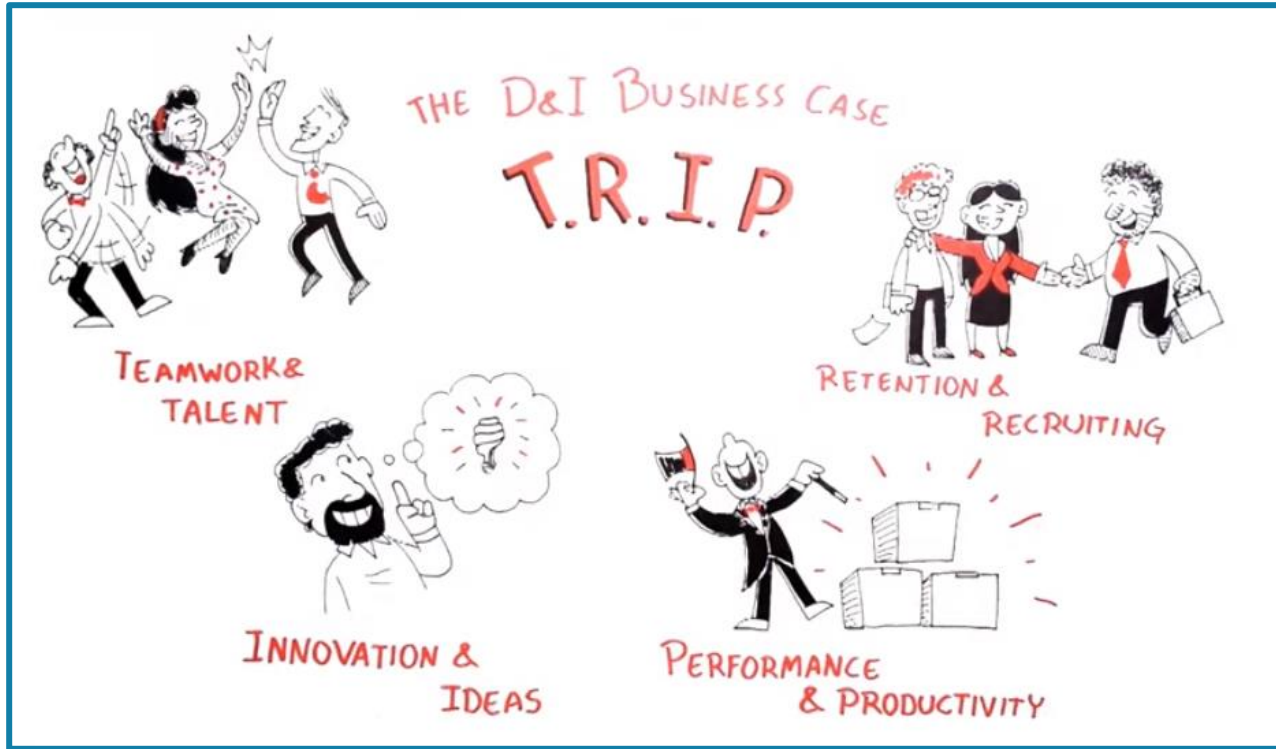 THE D&I BUSINESS CASE
T.R.I.P.
TEAMWORK &
TALENT
RETENTION &
RECRUITING
INNOVATION &
IDEAS
PERFORMANCE
& PRODUCTIVITY